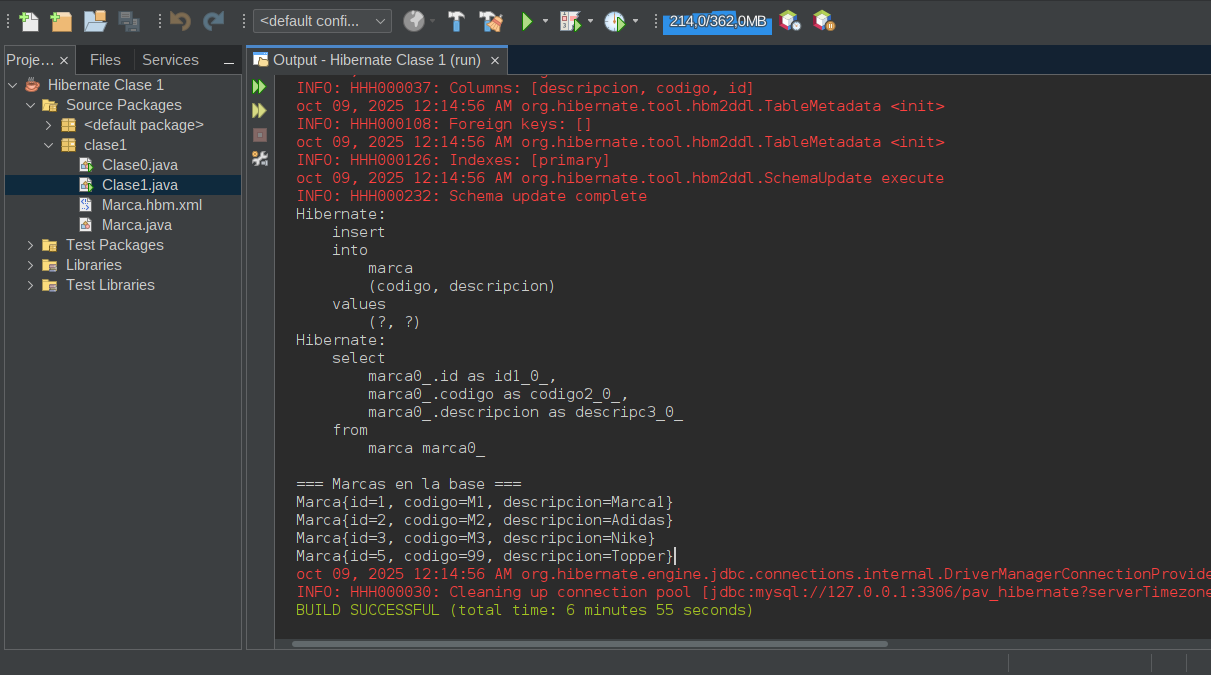 <default confi...
214,0/362,0MB
Proje...
Files
Services
Output - Hibernate Clase 1 (run)
Hibernate Clase 1
Source Packages
<default package>
clase1
Clase0.java
Clase1.java
Marca.hbm.xml
Marca.java
Test Packages
Libraries
Test Libraries
INFO: HHH000037: Columns: [descripcion, codigo, id]
oct 09, 2025 12:14:56 AM org.hibernate.tool.hbm2ddl.TableMetadata <init>
INFO: HHH000108: Foreign keys: []
oct 09, 2025 12:14:56 AM org.hibernate.tool.hbm2ddl.TableMetadata <init>
INFO: HHH000126: Indexes: [primary]
oct 09, 2025 12:14:56 AM org.hibernate.tool.hbm2ddl.SchemaUpdate execute
INFO: HHH000232: Schema update complete
Hibernate:
insert
into
marca
(codigo, descripcion)
values
(?, ?)
Hibernate:
select
marca0_.id as id1_0_,
marca0_.codigo as codigo2_0_,
marca0_.descripcion as descripc3_0_
from
marca marca0_
=== Marcas en la base ===
Marca{id=1, codigo=M1, descripcion=Marca1}
Marca{id=2, codigo=M2, descripcion=Adidas}
Marca{id=3, codigo=M3, descripcion=Nike}
Marca{id=5, codigo=99, descripcion=Topper}
oct 09, 2025 12:14:56 AM org.hibernate.engine.jdbc.connections.internal.DriverManagerConnectionProvide
INFO: HHH000030: Cleaning up connection pool [jdbc:mysql://127.0.0.1:3306/pav_hibernate?serverTimezone
BUILD SUCCESSFUL (total time: 6 minutes 55 seconds)